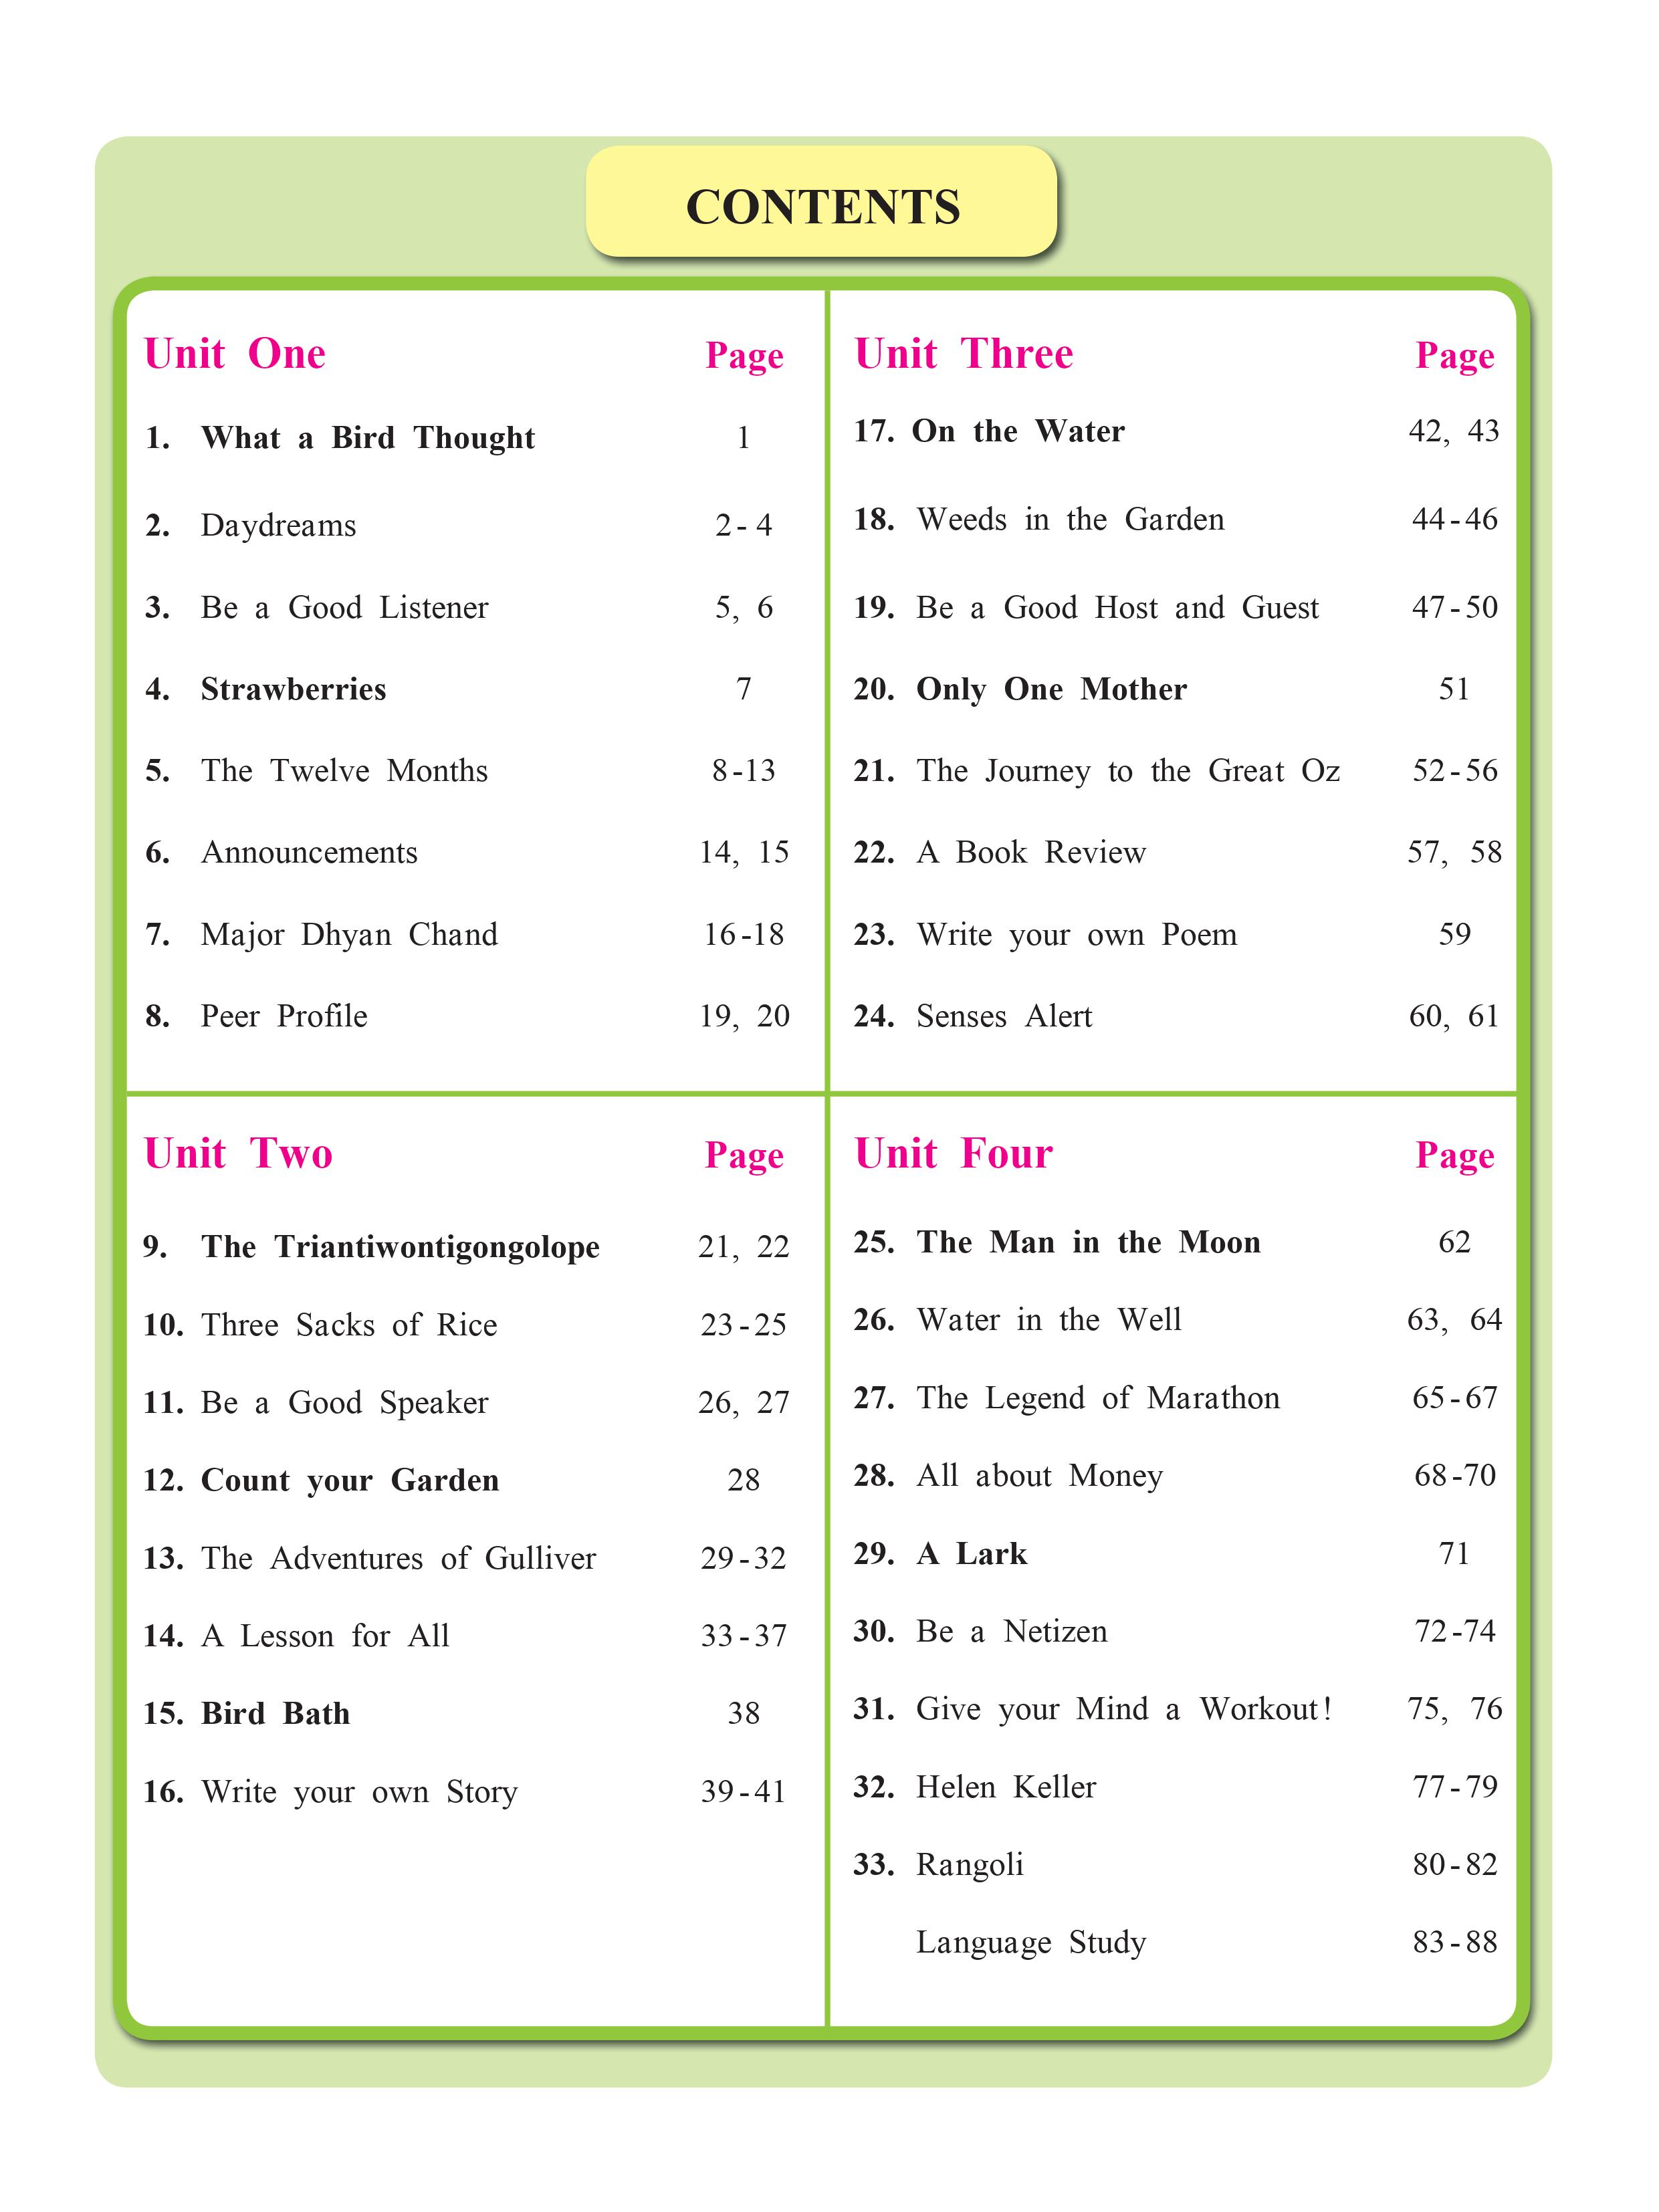 CONTENTS
Unit One Page
1. What a Bird Thought 1
2. Daydreams 2-4
3. Be a Good Listener 5, 6
4. Strawberries 7
5. The Twelve Months 8-13
6. Announcements 14, 15
7. Major Dhyan Chand 16-18
8. Peer Profile 19, 20
Unit Two Page
9. The Triantiwontigongolope 21, 22
10. Three Sacks of Rice 23-25
11. Be a Good Speaker 26, 27
12. Count your Garden 28
13. The Adventures of Gulliver 29-32
14. A Lesson for All 33-37
15. Bird Bath 38
16. Write your own Story 39-41
Unit Three Page
17. On the Water 42, 43
18. Weeds in the Garden 44-46
19. Be a Good Host and Guest 47-50
20. Only One Mother 51
21. The Journey to the Great Oz 52-56
22. A Book Review 57, 58
23. Write your own Poem 59
24. Senses Alert 60, 61
Unit Four Page
25. The Man in the Moon 62
26. Water in the Well 63, 64
27. The Legend of Marathon 65-67
28. All about Money 68-70
29. A Lark 71
30. Be a Netizen 72-74
31. Give your Mind a Workout! 75, 76
32. Helen Keller 77-79
33. Rangoli 80-82
Language Study 83-88